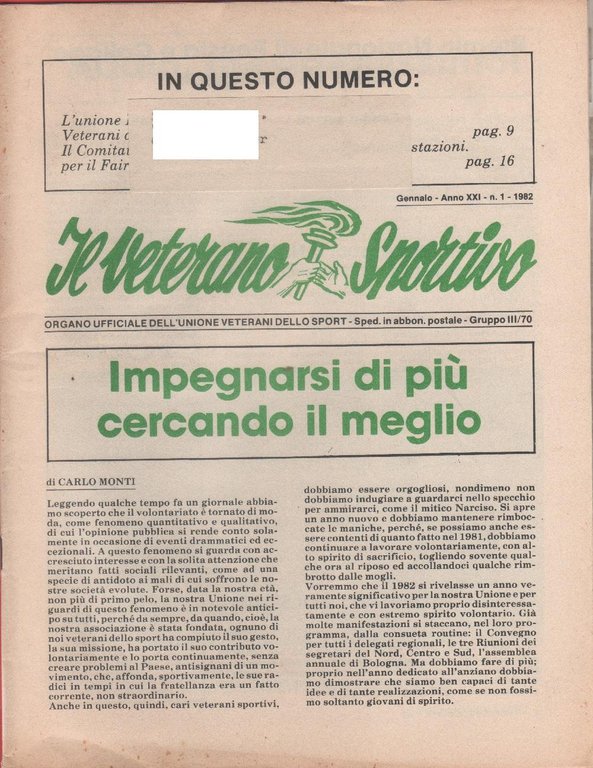 IN QUESTO NUMERO:
L'unione
Veterani
pag. 9
Il Comitat
stazioni.
per il Fair
pag. 16
Gennaio - Anno XXI - n. 1 - 1982
Il Veterano Sportivo
ORGANO UFFICIALE DELL'UNIONE VETERANI DELLO SPORT - Sped. in abbon. postale - Gruppo III/70
Impegnarsi di più
cercando il meglio
di CARLO MONTI
Leggendo qualche tempo fa un giornale abbia-
mo scoperto che il volontariato è tornato di mo-
da, come fenomeno quantitativo e qualitativo,
di cui l'opinione pubblica si rende conto sola-
mente in occasione di eventi drammatici ed ec-
cezionali. A questo fenomeno si guarda con ac-
cresciuto interesse e con la solita attenzione che
meritano fatti sociali rilevanti, come ad una
specie di antidoto ai mali di cui soffrono le no-
stre società evolute. Forse, data la nostra età,
non più di primo pelo, la nostra Unione nei ri-
guardi di questo fenomeno è in notevole antici-
po su tutti, perché da sempre, da quando, cioè, la
nostra associazione è stata fondata, ognuno di
noi veterani dello sport ha compiuto il suo gesto,
la sua missione, ha portato il suo contributo vo-
lontariamente e lo porta continuamente, senza
creare problemi al Paese, antisignani di un mo-
vimento, che, affonda, sportivamente, le sue ra-
dici in tempi in cui la fratellanza era un fatto
corrente, non straordinario.
Anche in questo, quindi, cari veterani sportivi,
dobbiamo essere orgogliosi, nondimeno non
dobbiamo indugiare a guardarci nello specchio
per ammirarci, come il mitico Narciso. Si apre
un anno nuovo e dobbiamo mantenere rimboc-
cate le maniche, perché, se possiamo anche es-
sere contenti di quanto fatto nel 1981, dobbiamo
continuare a lavorare volontariamente, con al-
to spirito di sacrificio, togliendo sovente qual-
che ora al riposo ed accollandoci qualche rim-
brotto dalle mogli.
Vorremmo che il 1982 si rivelasse un anno ve-
ramente significativo per la nostra Unione e per
tutti noi, che vi lavoriamo proprio disinteressa-
tamente e con estremo spirito volontario. Già
molte manifestazioni si staccano, nel loro pro-
gramma, dalla consueta routine: il Convegno
per tutti i delegati regionali, le tre Riunioni dei
segretari del Nord, Centro e Sud, l'assemblea
annuale di Bologna. Ma dobbiamo fare di più;
proprio nell'anno dedicato all'anziano dobbia-
mo dimostrare che siamo ben capaci di tante
idee e di tante realizzazioni, come se non fossi-
mo soltanto giovani di spirito.